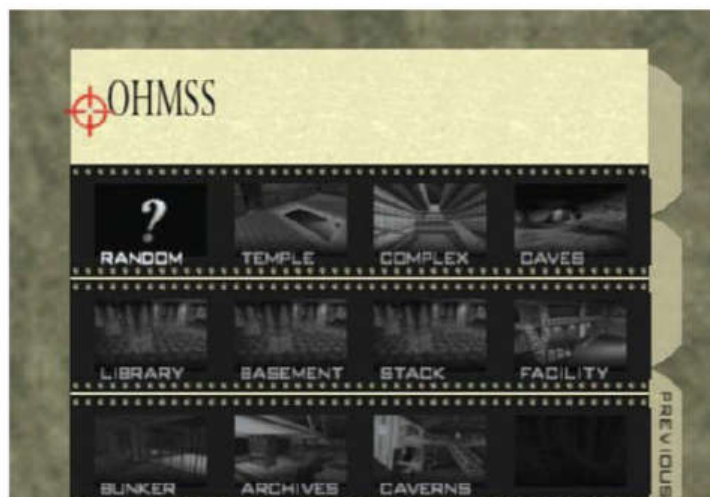 OHMSS
?
RANDOM TEMPLE COMPLEX CAVES
LIBRARY BASEMENT STACK FACILITY
BUNKER ARCHIVES CAVERNS
PREVIOUS